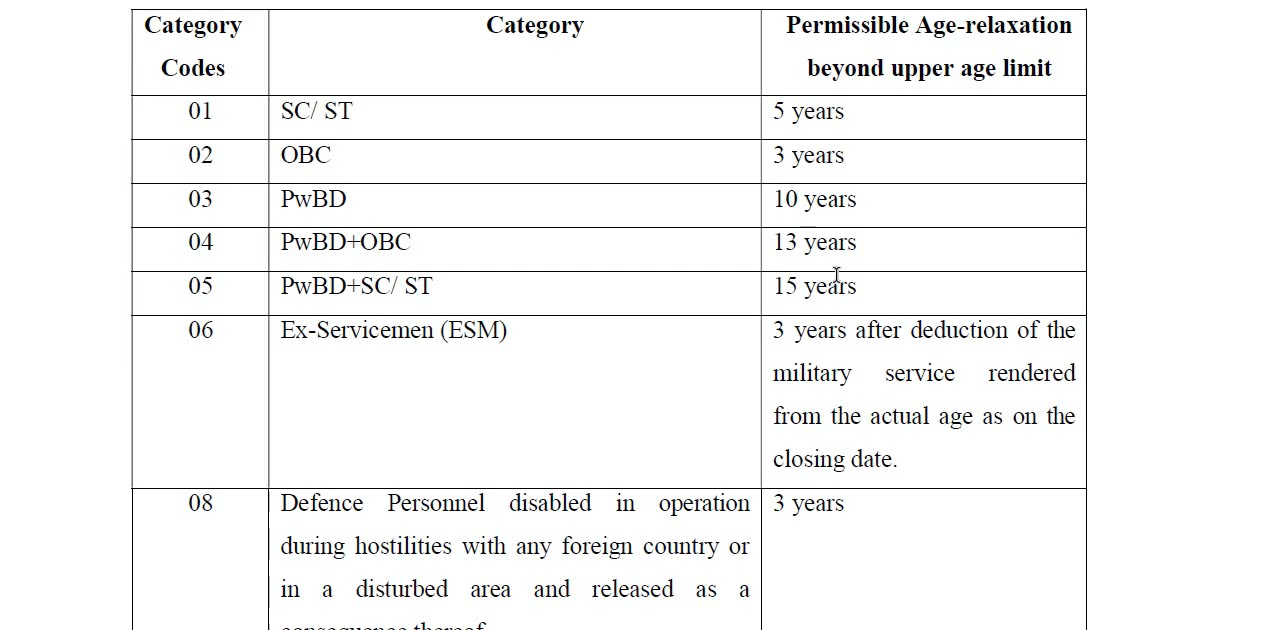 Category Codes
Category
Permissible Age-relaxation
beyond upper age limit
01 SC/ ST 5 years
02 OBC 3 years
03 PwBD 10 years
04 PwBD+OBC 13 years
05 PwBD+SC/ ST 15 years
06 Ex-Servicemen (ESM) 3 years after deduction of the
military service rendered
from the actual age as on the
closing date.
08 Defence Personnel disabled in operation 3 years
during hostilities with any foreign country or
in a disturbed area and released as a
consequence thereof